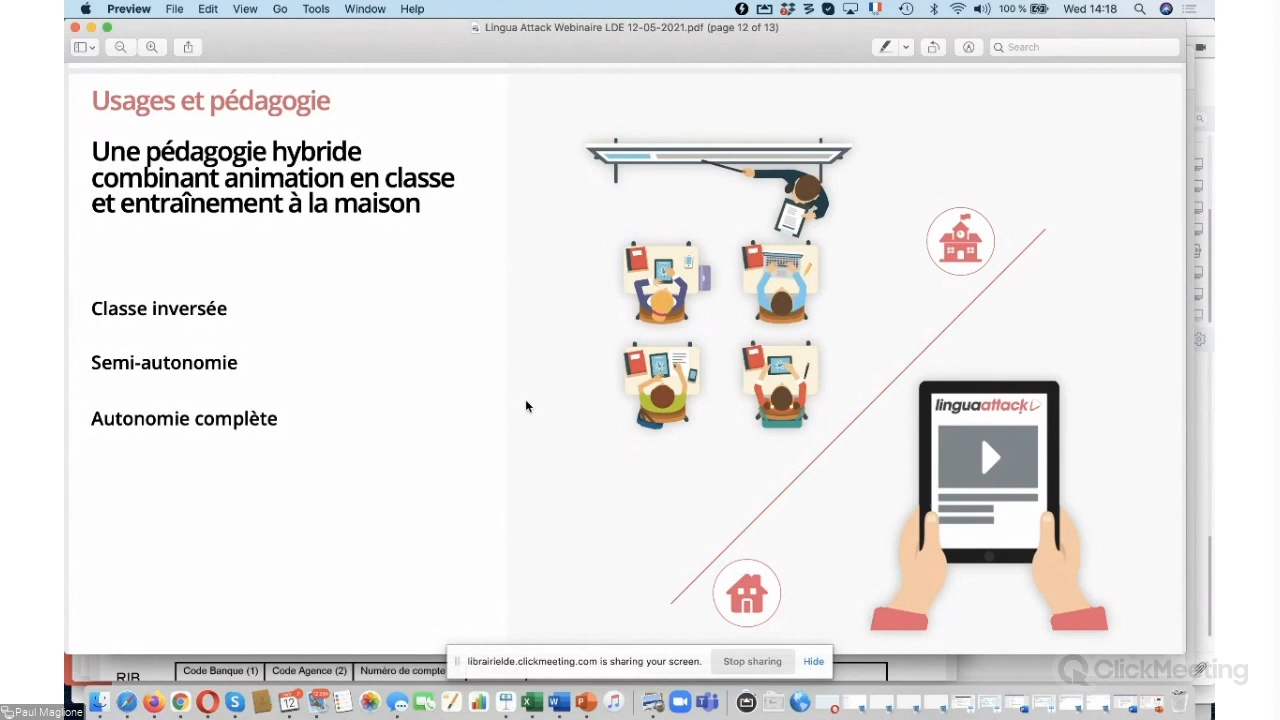 Preview File Edit View Go Tools Window Help
100 % Wed 14:18
Lingua Attack Webinaire LDE 12-05-2021.pdf (page 12 of 13)
Search
Usages et pédagogie
Une pédagogie hybride
combinant animation en classe
et entraînement à la maison
Classe inversée
Semi-autonomie
Autonomie complète
linguaattack
librairielde.clickmeeting.com is sharing your screen. Stop sharing Hide
RIB Code Banque (1) Code Agence (2) Numéro de compte
ClickMeeting
Paul Maglione